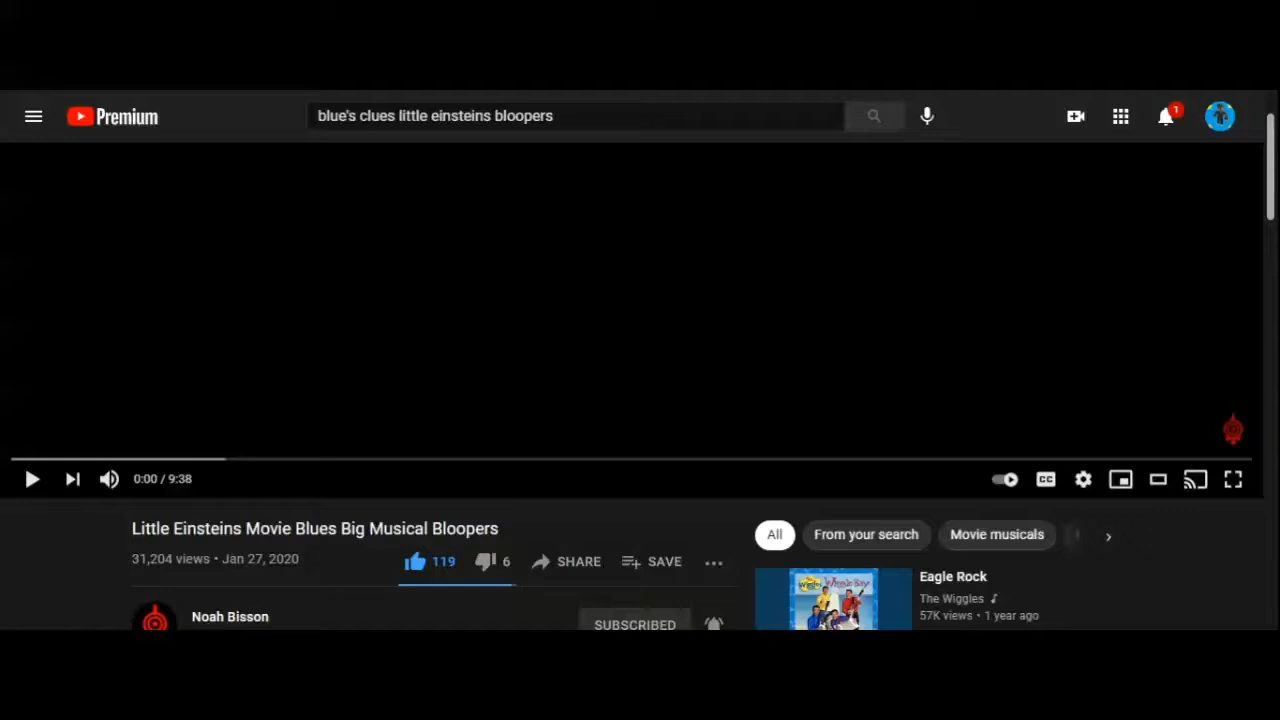 Premium
blue's clues little einsteins bloopers
1
0:00 / 9:38
CC
Little Einsteins Movie Blues Big Musical Bloopers
31,204 views • Jan 27, 2020
119
6
SHARE
SAVE
Noah Bisson
SUBSCRIBED
All
From your search
Movie musicals
Eagle Rock
The Wiggles
57K views • 1 year ago